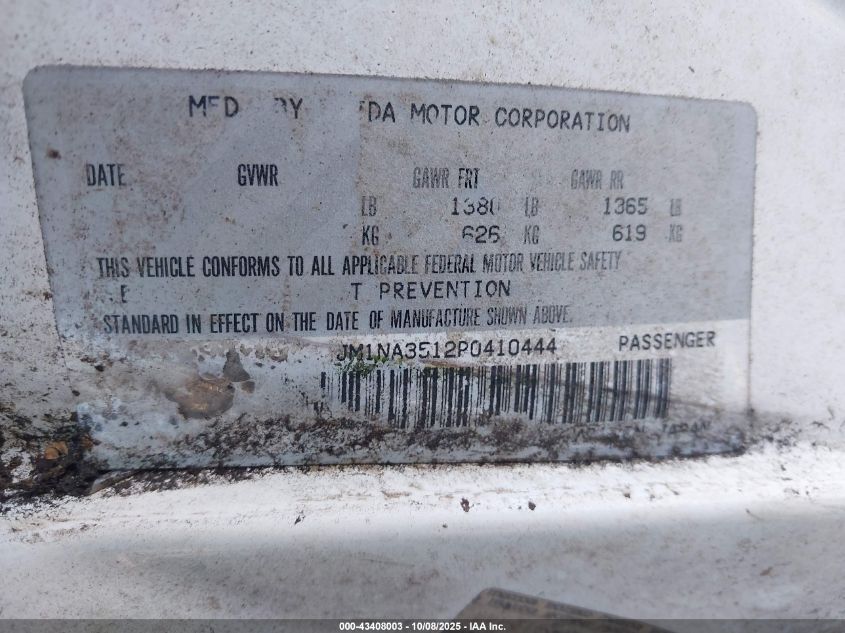 MFD BY DA MOTOR CORPORATION
DATE GVWR GAWR FRT GAWR RR
LB 1380 LB 1365 LB
KG 626 KG 619 KG
THIS VEHICLE CONFORMS TO ALL APPLICABLE FEDERAL MOTOR VEHICLE SAFETY
T PREVENTION
STANDARD IN EFFECT ON THE DATE OF MANUFACTURE SHOWN ABOVE.
JM1NA3512P0410444 PASSENGER
JAPAN
000-43408003 - 10/08/2025 - IAA Inc.